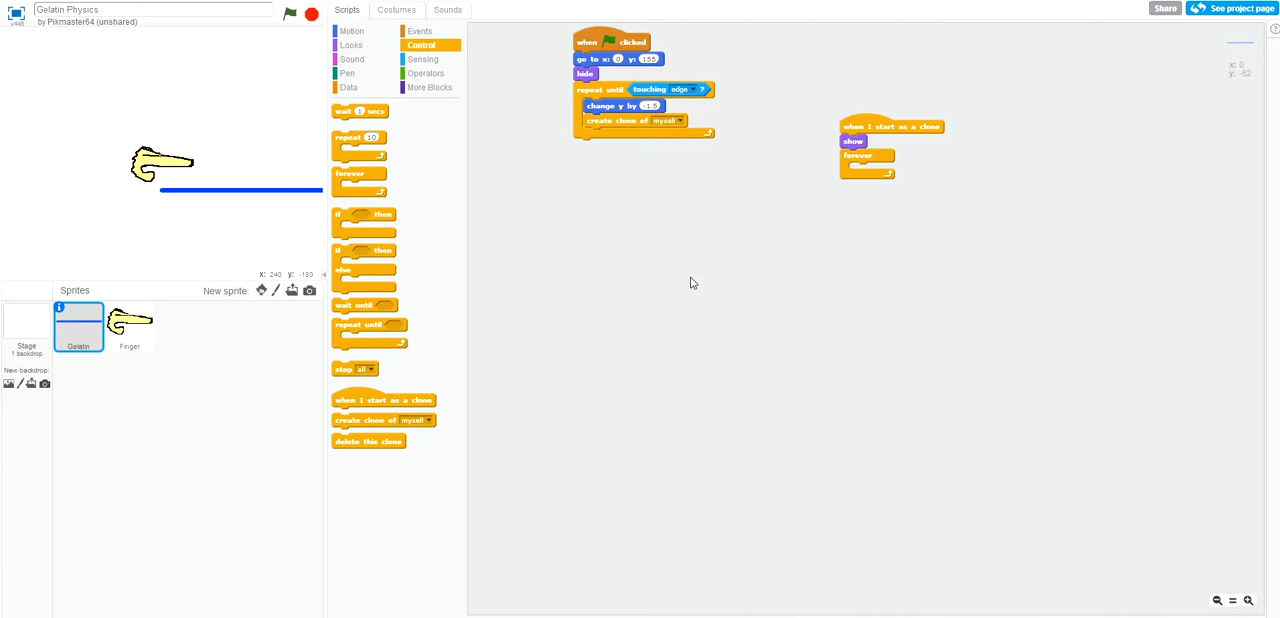 Gelatin Physics
v446
by Pikmaster64 (unshared)
Scripts
Costumes
Sounds
Share
See project page
Motion
Events
Looks
Control
Sound
Sensing
Pen
Operators
Data
More Blocks
wait 1 secs
repeat 10
forever
if then
if then
else
wait until
repeat until
stop all
when I start as a clone
create clone of myself
delete this clone
when clicked
go to x: 0 y: 155
hide
repeat until touching edge ?
change y by -1.5
create clone of myself
when I start as a clone
show
forever
x: 0
y: -62
x: 240 y: -180
Sprites
New sprite:
Stage
1 backdrop
New backdrop:
Gelatin
Finger